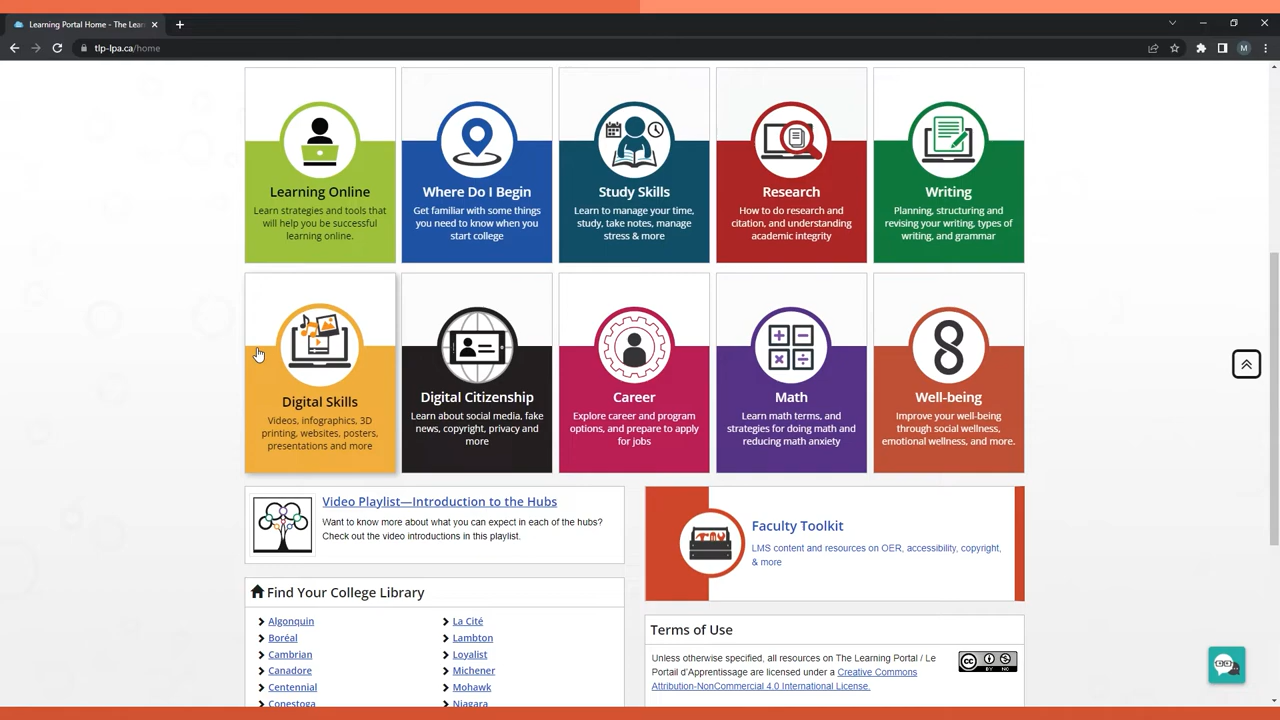 Learning Portal Home - The Lear
tlp-lpa.ca/home
M
Learning Online
Learn strategies and tools that
will help you be successful
learning online.
Where Do I Begin
Get familiar with some things
you need to know when you
start college
Study Skills
Learn to manage your time,
study, take notes, manage
stress & more
Research
How to do research and
citation, and understanding
academic integrity
Writing
Planning, structuring and
revising your writing, types of
writing, and grammar
Digital Skills
Videos, infographics, 3D
printing, websites, posters,
presentations and more
Digital Citizenship
Learn about social media, fake
news, copyright, privacy and
more
Career
Explore career and program
options, and prepare to apply
for jobs
Math
Learn math terms, and
strategies for doing math and
reducing math anxiety
Well-being
Improve your well-being
through social wellness,
emotional wellness, and more.
Video Playlist—Introduction to the Hubs
Want to know more about what you can expect in each of the hubs?
Check out the video introductions in this playlist.
Faculty Toolkit
LMS content and resources on OER, accessibility, copyright,
& more
Find Your College Library
Algonquin
Boréal
Cambrian
Canadore
Centennial
Conestoga
La Cité
Lambton
Loyalist
Michener
Mohawk
Niagara
Terms of Use
Unless otherwise specified, all resources on The Learning Portal / Le
Portail d'Apprentissage are licensed under a Creative Commons
Attribution-NonCommercial 4.0 International License.
cc
BY NC